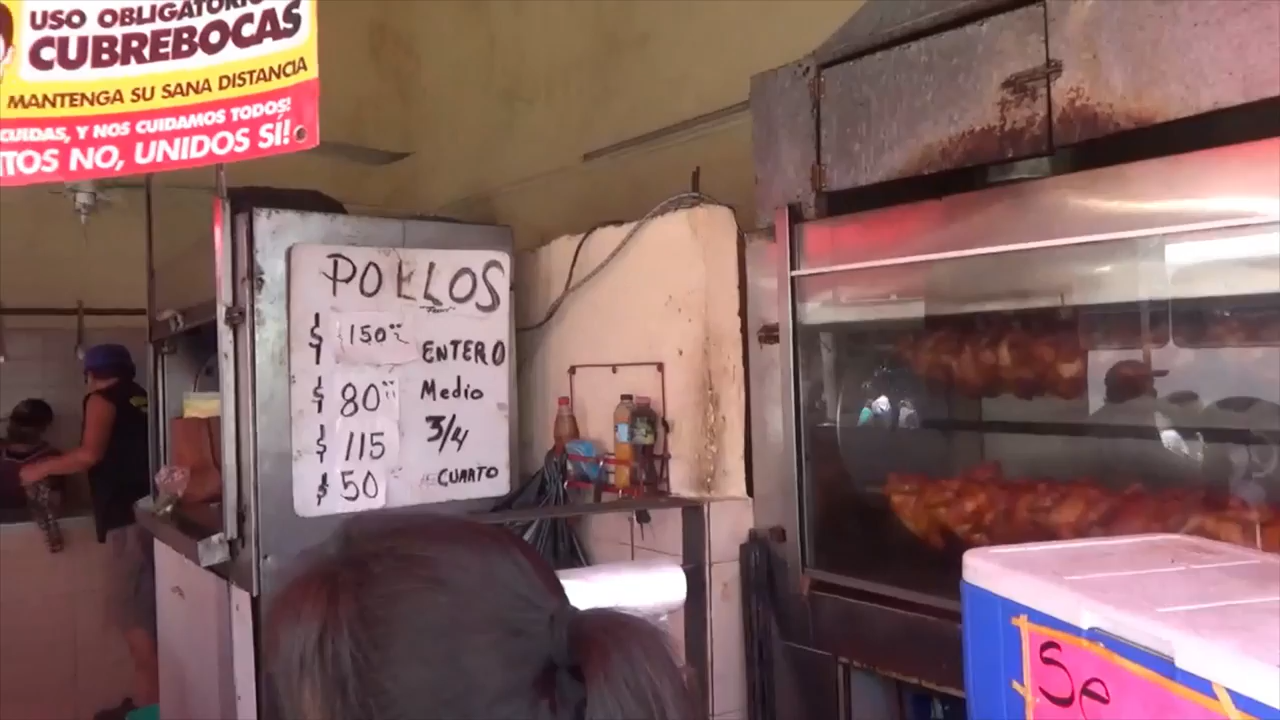 USO OBLIGATORIO
CUBREBOCAS
MANTENGA SU SANA DISTANCIA
CUIDAS, Y NOS CUIDAMOS TODOS!
TOS NO, UNIDOS SÍ!
POLLOS
$ 150 ENTERO
$ 80 Medio
$ 115 3/4
$ 50 CUARTO
Se